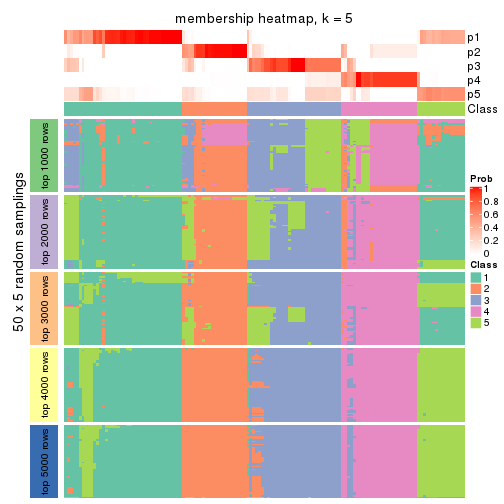 membership heatmap, k = 5
p1
p2
p3
p4
p5
Class
50 x 5 random samplings
top 1000 rows
top 2000 rows
top 3000 rows
top 4000 rows
top 5000 rows
Prob
1
0.8
0.6
0.4
0.2
0
Class
1
2
3
4
5